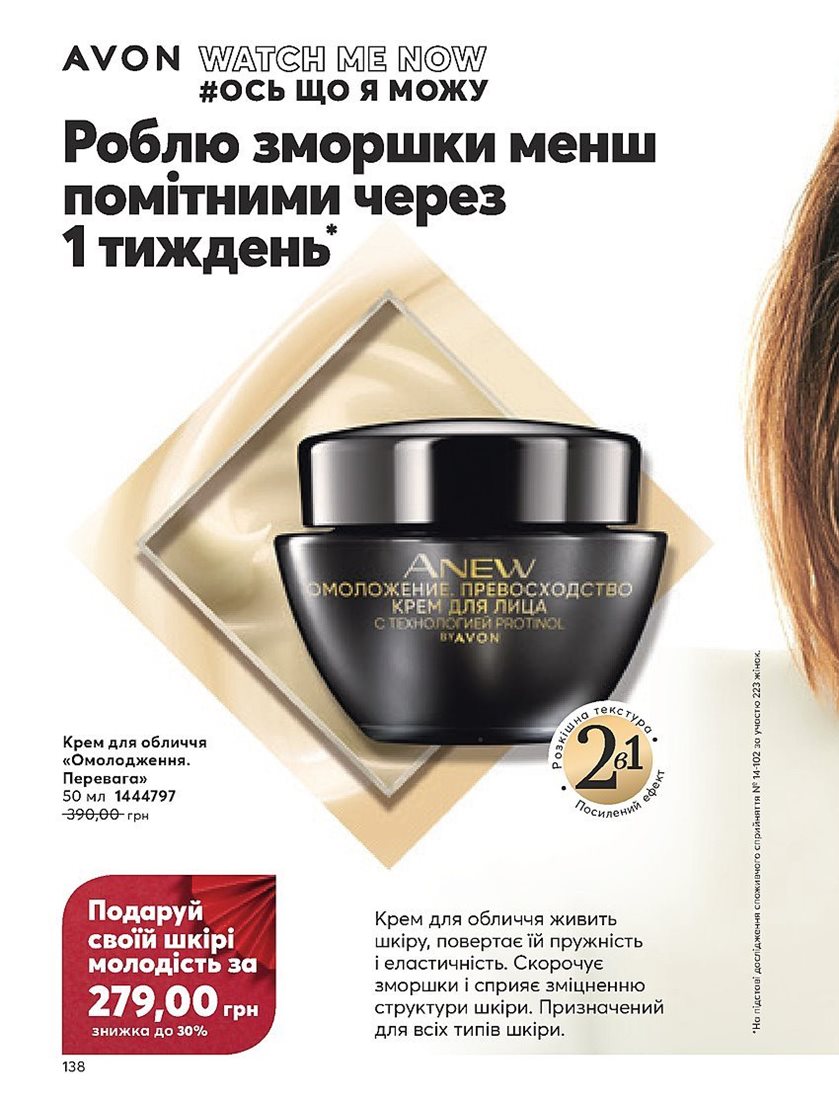 AVON WATCH ME NOW
#ОСЬ ЩО Я МОЖУ
Роблю зморшки менш
помітними через
1 тиждень*
ANEW
ОМОЛОЖЕНИЕ. ПРЕВОСХОДСТВО
КРЕМ ДЛЯ ЛИЦА
С ТЕХНОЛОГИЕЙ PROTINOL
BY AVON
Розкішна текстура
2в1
Посилений ефект
Крем для обличчя
«Омолодження.
Перевага»
50 мл 1444797
390,00 грн
Подаруй
своїй шкірі
молодість за
279,00 грн
знижка до 30%
Крем для обличчя живить
шкіру, повертає їй пружність
і еластичність. Скорочує
зморшки і сприяє зміцненню
структури шкіри. Призначений
для всіх типів шкіри.
*На підставі дослідження споживчого сприйняття № 14-102 за участю 223 жінок.
138